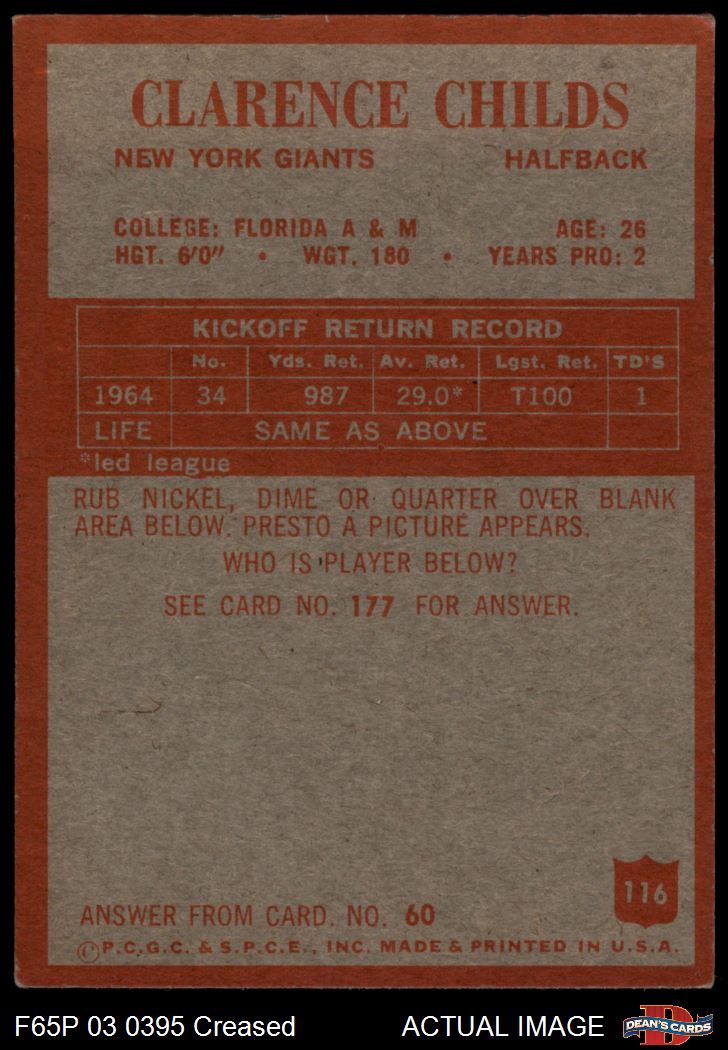 CLARENCE CHILDS
NEW YORK GIANTS HALFBACK
COLLEGE: FLORIDA A & M AGE: 26
HGT. 6'0" • WGT. 180 • YEARS PRO: 2
KICKOFF RETURN RECORD
No. Yds. Ret. Av. Ret. Lgst. Ret. TD'S
1964 34 987 29.0* T100 1
LIFE SAME AS ABOVE
*led league
RUB NICKEL, DIME OR QUARTER OVER BLANK
AREA BELOW. PRESTO A PICTURE APPEARS.
WHO IS PLAYER BELOW?
SEE CARD NO. 177 FOR ANSWER.
116
ANSWER FROM CARD. NO. 60
©P.C.G.C. & S.P.C.E., INC. MADE & PRINTED IN U.S.A.
F65P 03 0395 Creased ACTUAL IMAGE
D
DEAN'S CARDS